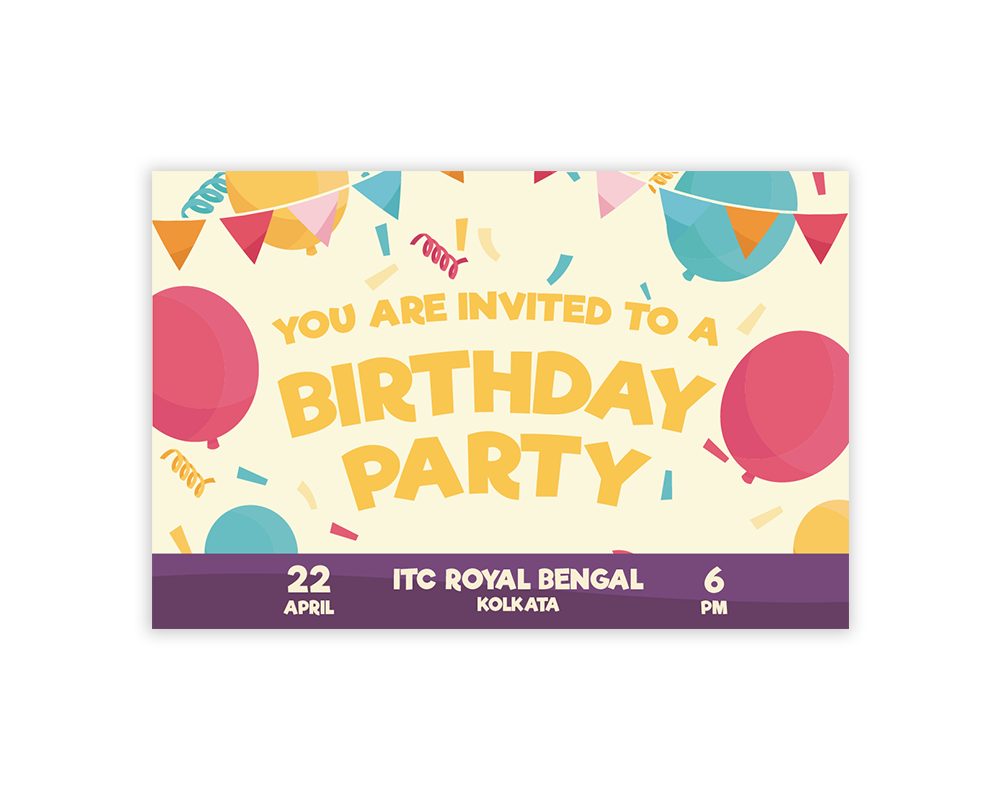 YOU ARE INVITED TO A
BIRTHDAY
PARTY
22
APRIL
ITC ROYAL BENGAL
KOLKATA
6
PM